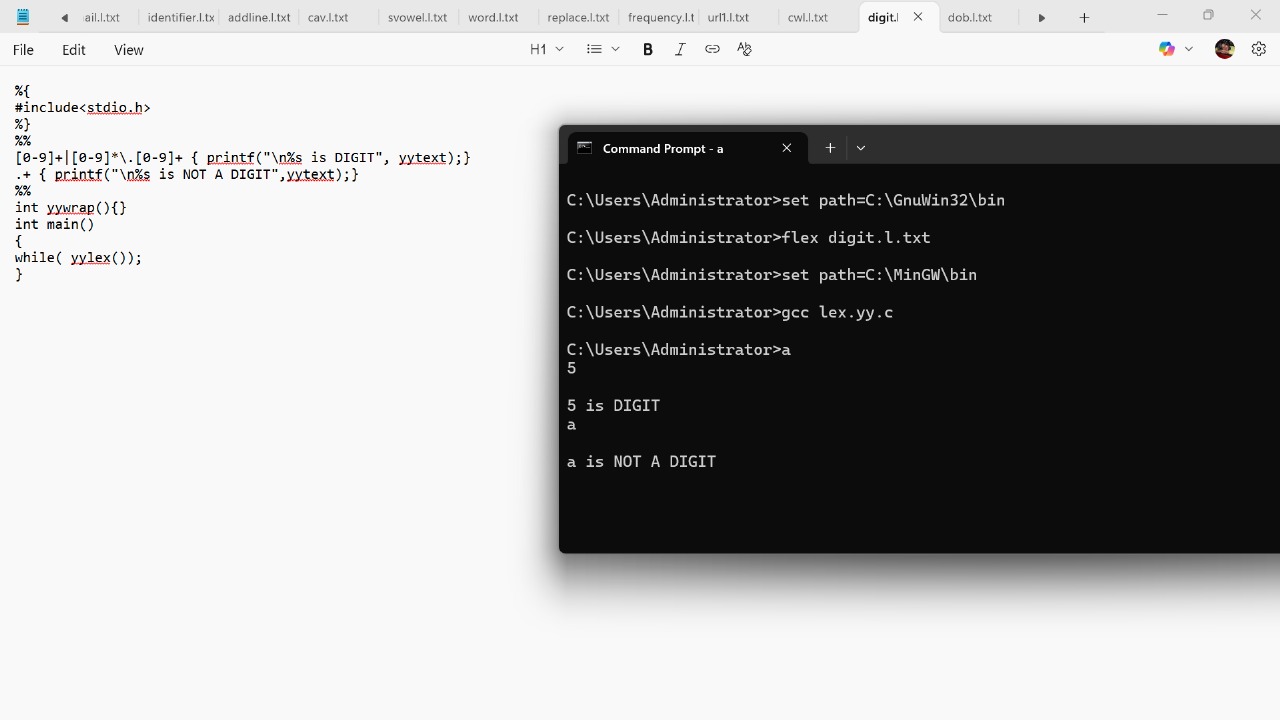 ail.l.txt identifier.l.tx addline.l.txt cav.l.txt svowel.l.txt word.l.txt replace.l.txt frequency.l.t url1.l.txt cwl.l.txt digit.l dob.l.txt
File Edit View H1 B I
%{
#include<stdio.h>
%}
%%
[0-9]+|[0-9]*\.[0-9]+ { printf("\n%s is DIGIT", yytext);}
.+ { printf("\n%s is NOT A DIGIT",yytext);}
%%
int yywrap(){}
int main()
{
while( yylex());
}
Command Prompt - a
C:\Users\Administrator>set path=C:\GnuWin32\bin
C:\Users\Administrator>flex digit.l.txt
C:\Users\Administrator>set path=C:\MinGW\bin
C:\Users\Administrator>gcc lex.yy.c
C:\Users\Administrator>a
5
5 is DIGIT
a
a is NOT A DIGIT